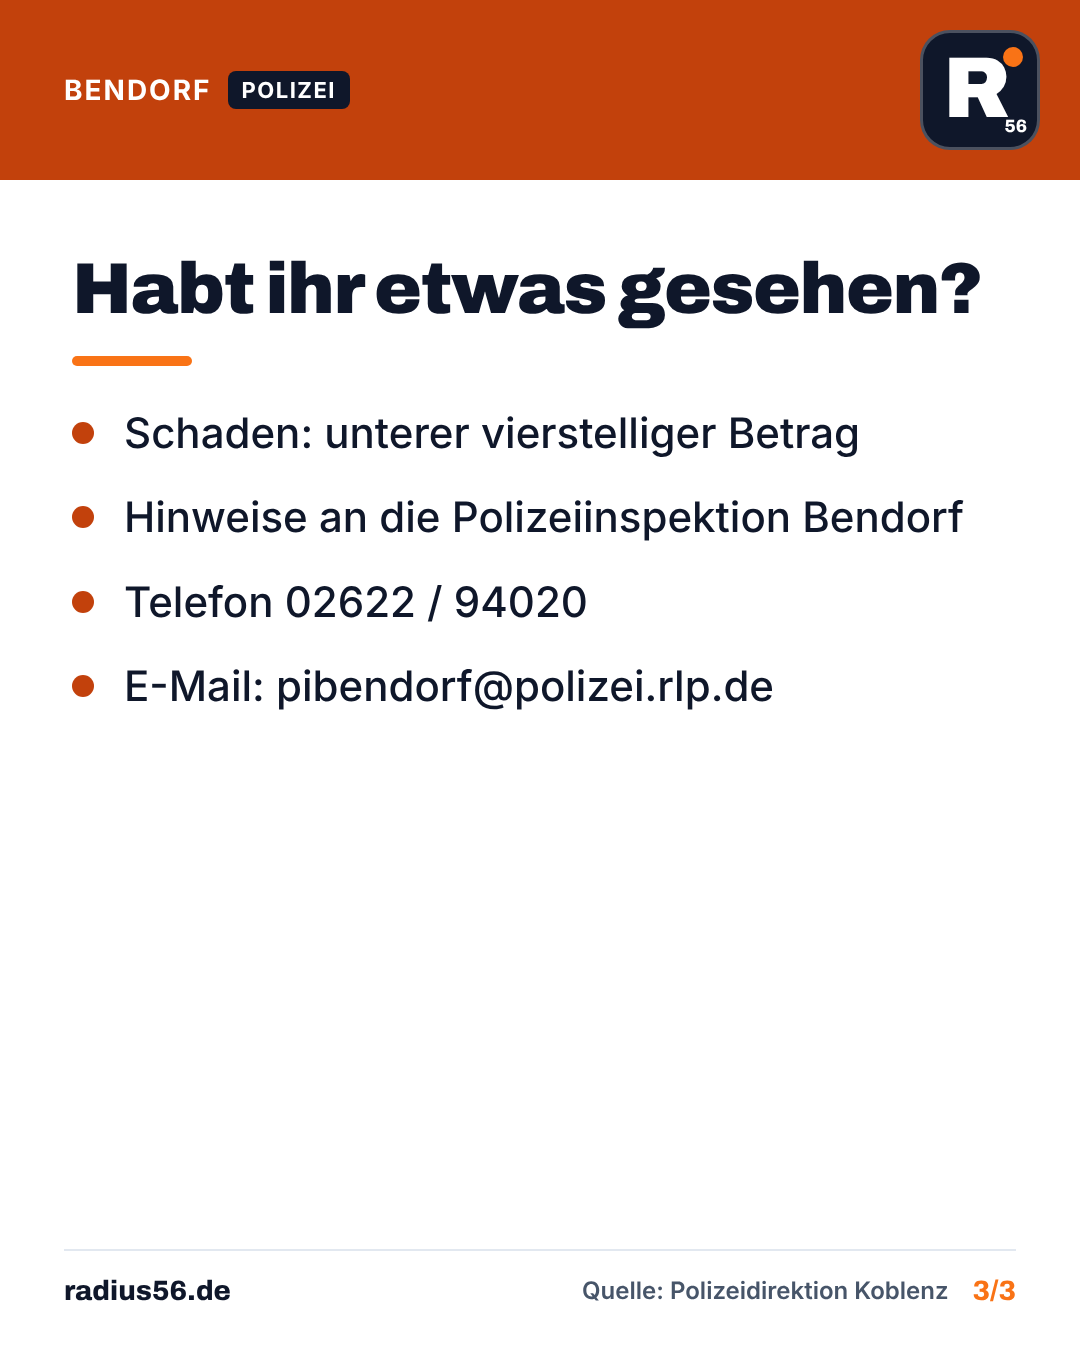 BENDORF POLIZEI
R
56
Habt ihr etwas gesehen?
Schaden: unterer vierstelliger Betrag
Hinweise an die Polizeiinspektion Bendorf
Telefon 02622 / 94020
E-Mail: pibendorf@polizei.rlp.de
radius56.de
Quelle: Polizeidirektion Koblenz 3/3